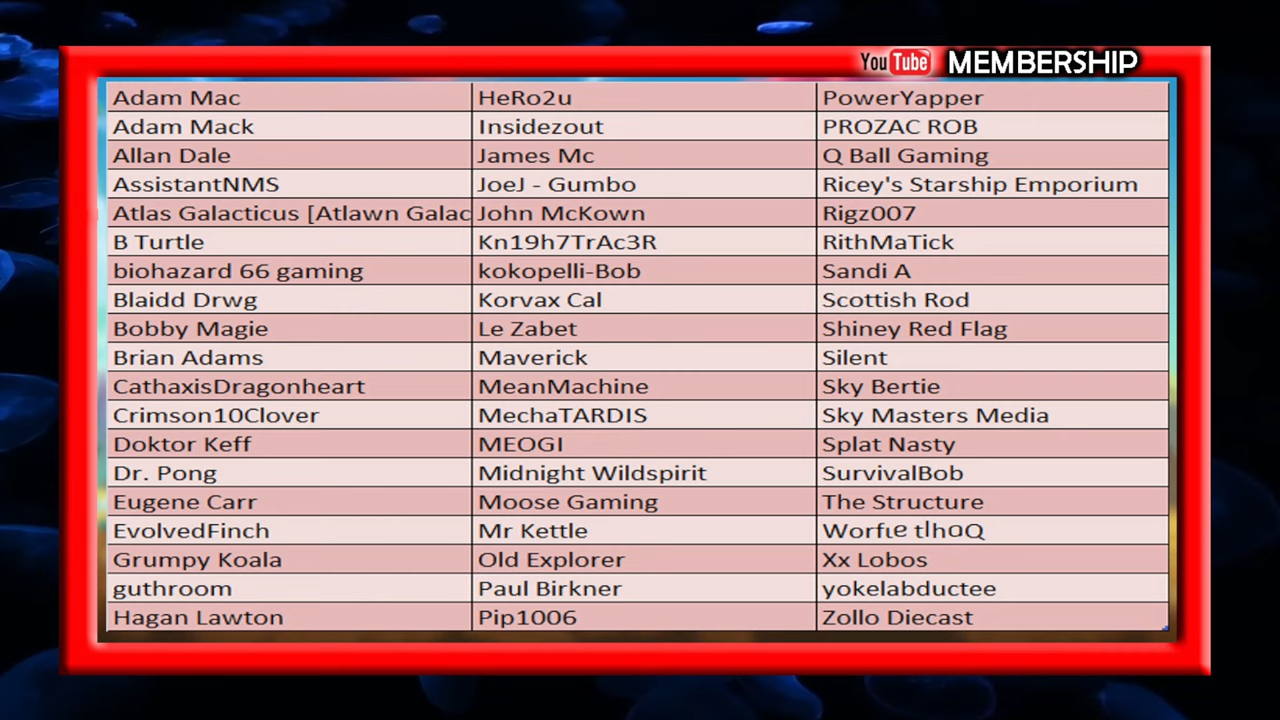 You Tube MEMBERSHIP
Adam Mac HeRo2u PowerYapper
Adam Mack Insidezout PROZAC ROB
Allan Dale James Mc Q Ball Gaming
AssistantNMS JoeJ - Gumbo Ricey's Starship Emporium
Atlas Galacticus [Atlawn Galac John McKown Rigz007
B Turtle Kn19h7TrAc3R RithMaTick
biohazard 66 gaming kokopelli-Bob Sandi A
Blaidd Drwg Korvax Cal Scottish Rod
Bobby Magie Le Zabet Shiney Red Flag
Brian Adams Maverick Silent
CathaxisDragonheart MeanMachine Sky Bertie
Crimson10Clover MechaTARDIS Sky Masters Media
Doktor Keff MEOGI Splat Nasty
Dr. Pong Midnight Wildspirit SurvivalBob
Eugene Carr Moose Gaming The Structure
EvolvedFinch Mr Kettle Worfιҽ tlhαQ
Grumpy Koala Old Explorer Xx Lobos
guthroom Paul Birkner yokelabductee
Hagan Lawton Pip1006 Zollo Diecast